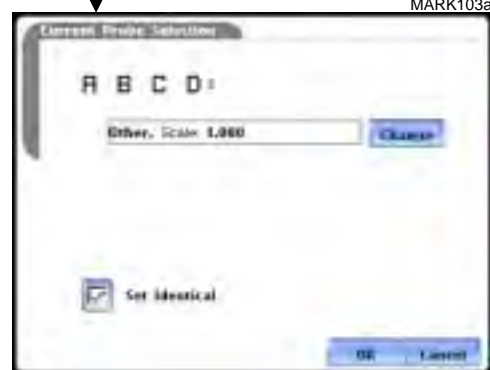 MARK103a
Current Probe Selection
A B C D:
Other, Scale 1.000 Change
Set Identical
OK Cancel